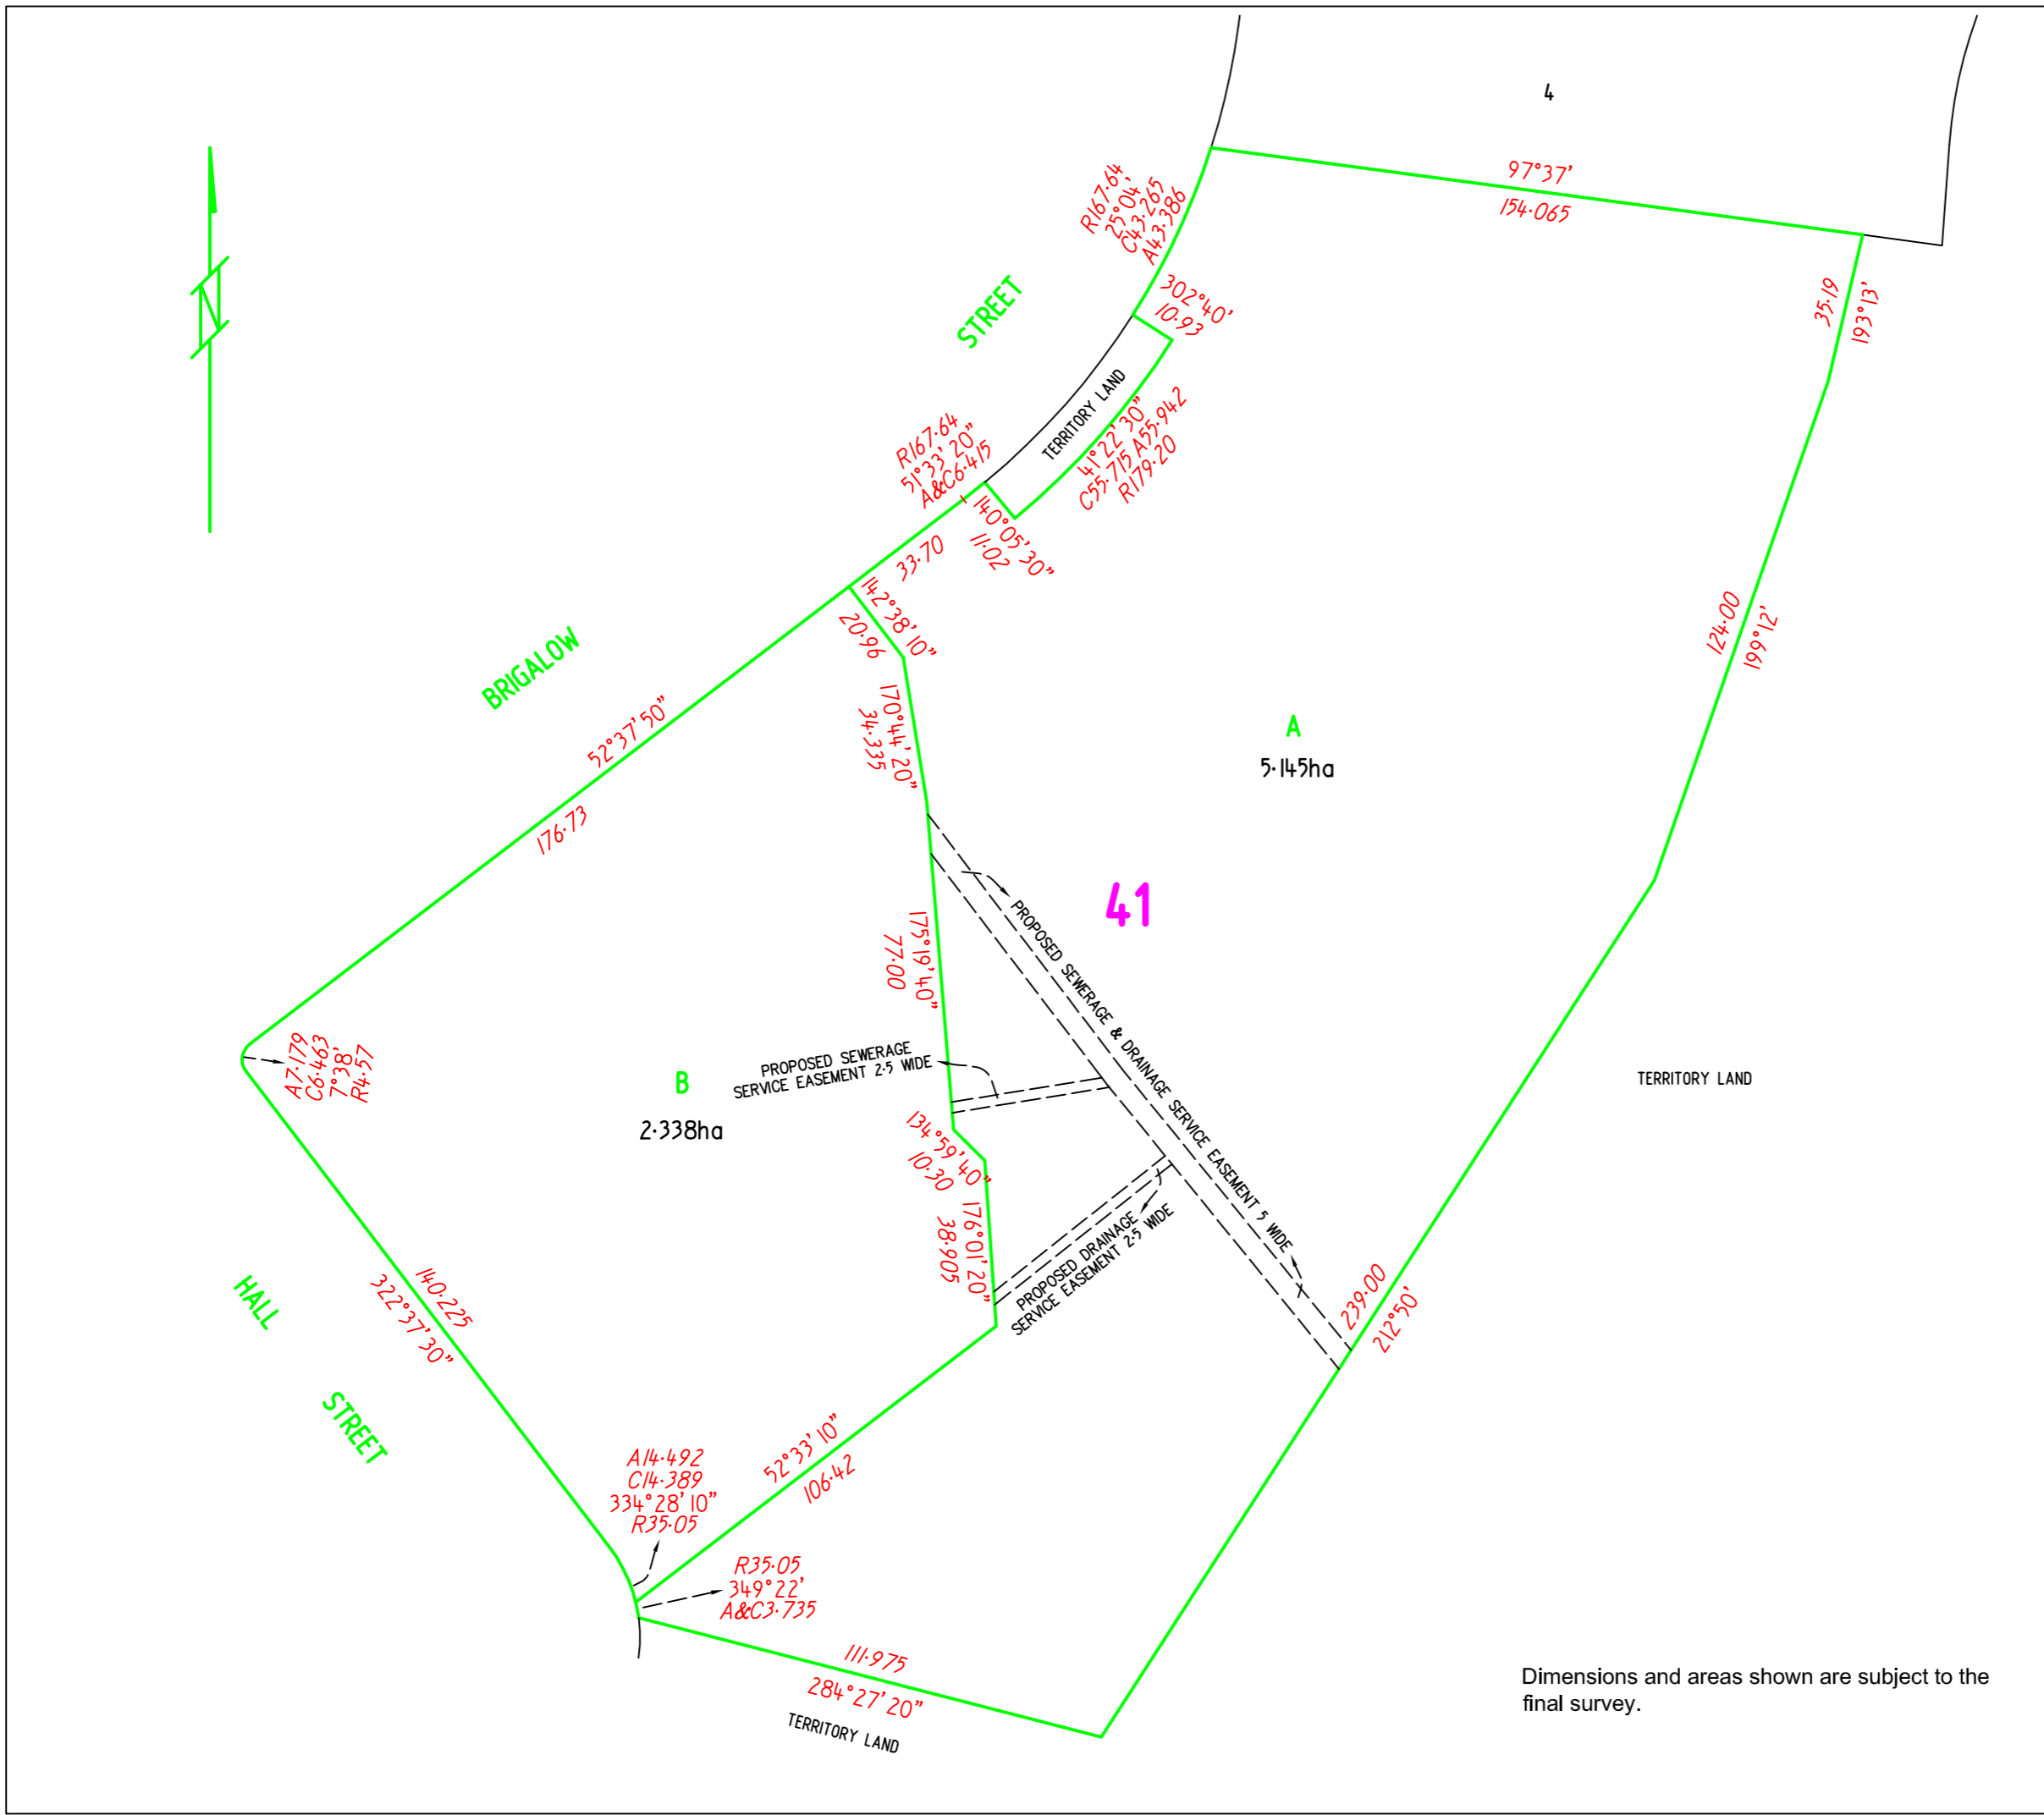 4
97°37'
154·065
R167·64
25°04'
C43·265
A43·386
302°40'
10·93
35·19
193°13'
STREET
TERRITORY LAND
41°22'30"
C55·715 A55·942
R179·20
R167·64
51°33'20"
A&C6·415
140°05'30"
11·02
33·70
142°38'10"
20·96
124·00
199°12'
BRIGALOW
52°37'50"
176·73
170°44'20"
34·335
A
5·145ha
41
175°19'40"
77·00
PROPOSED SEWERAGE & DRAINAGE SERVICE EASEMENT 5 WIDE
A7·179
C6·463
7°38'
R4·57
PROPOSED SEWERAGE
SERVICE EASEMENT 2·5 WIDE
B
2·338ha
TERRITORY LAND
134°59'40"
10·30
176°01'20"
38·905
PROPOSED DRAINAGE
SERVICE EASEMENT 2·5 WIDE
239·00
212°50'
HALL
STREET
140·225
322°37'30"
52°33'10"
106·42
A14·492
C14·389
334°28'10"
R35·05
R35·05
349°22'
A&C3·735
111·975
284°27'20"
TERRITORY LAND
Dimensions and areas shown are subject to the
final survey.